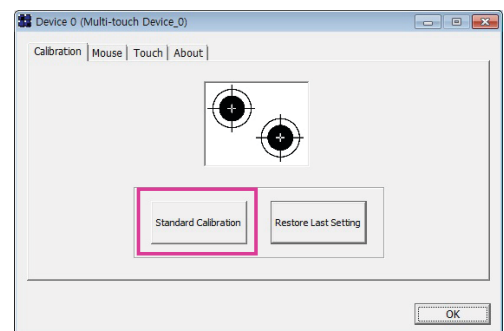 Device 0 (Multi-touch Device_0)
Calibration Mouse Touch About
Standard Calibration Restore Last Setting
OK